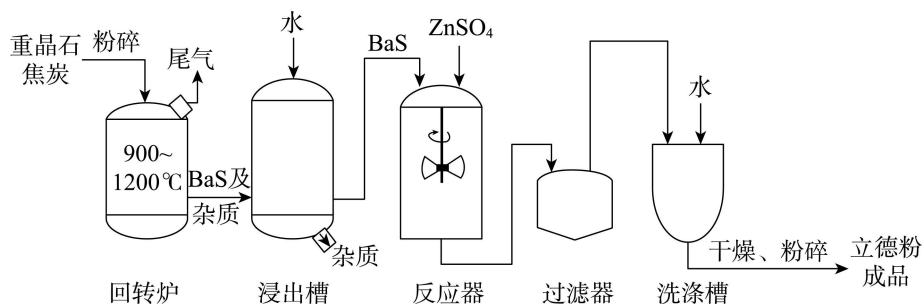 重晶石
焦炭
粉碎
尾气
水
BaS
ZnSO₄
水
900~
1200℃
BaS及
杂质
杂质
干燥、粉碎
立德粉
成品
回转炉
浸出槽
反应器
过滤器
洗涤槽